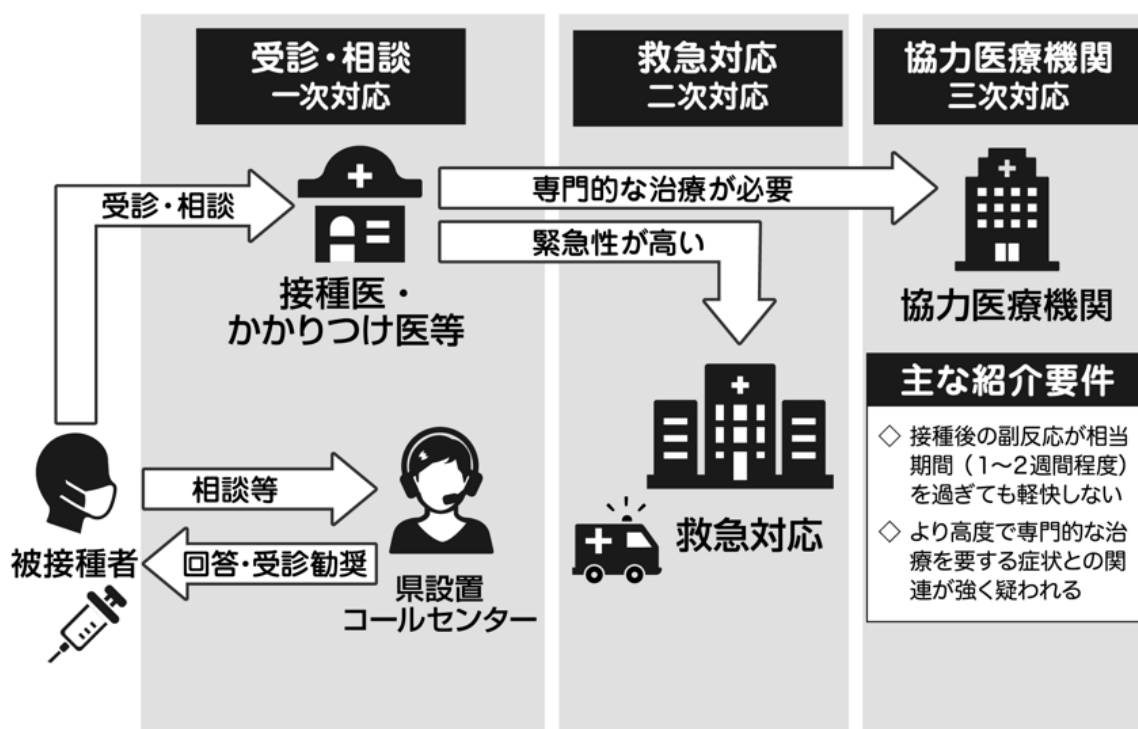 受診・相談
一次対応
救急対応
二次対応
協力医療機関
三次対応
受診・相談
専門的な治療が必要
緊急性が高い
接種医・
かかりつけ医等
協力医療機関
主な紹介要件
◇ 接種後の副反応が相当
期間（1～2週間程度）
を過ぎても軽快しない
◇ より高度で専門的な治
療を要する症状との関
連が強く疑われる
相談等
回答・受診勧奨
被接種者
県設置
コールセンター
救急対応